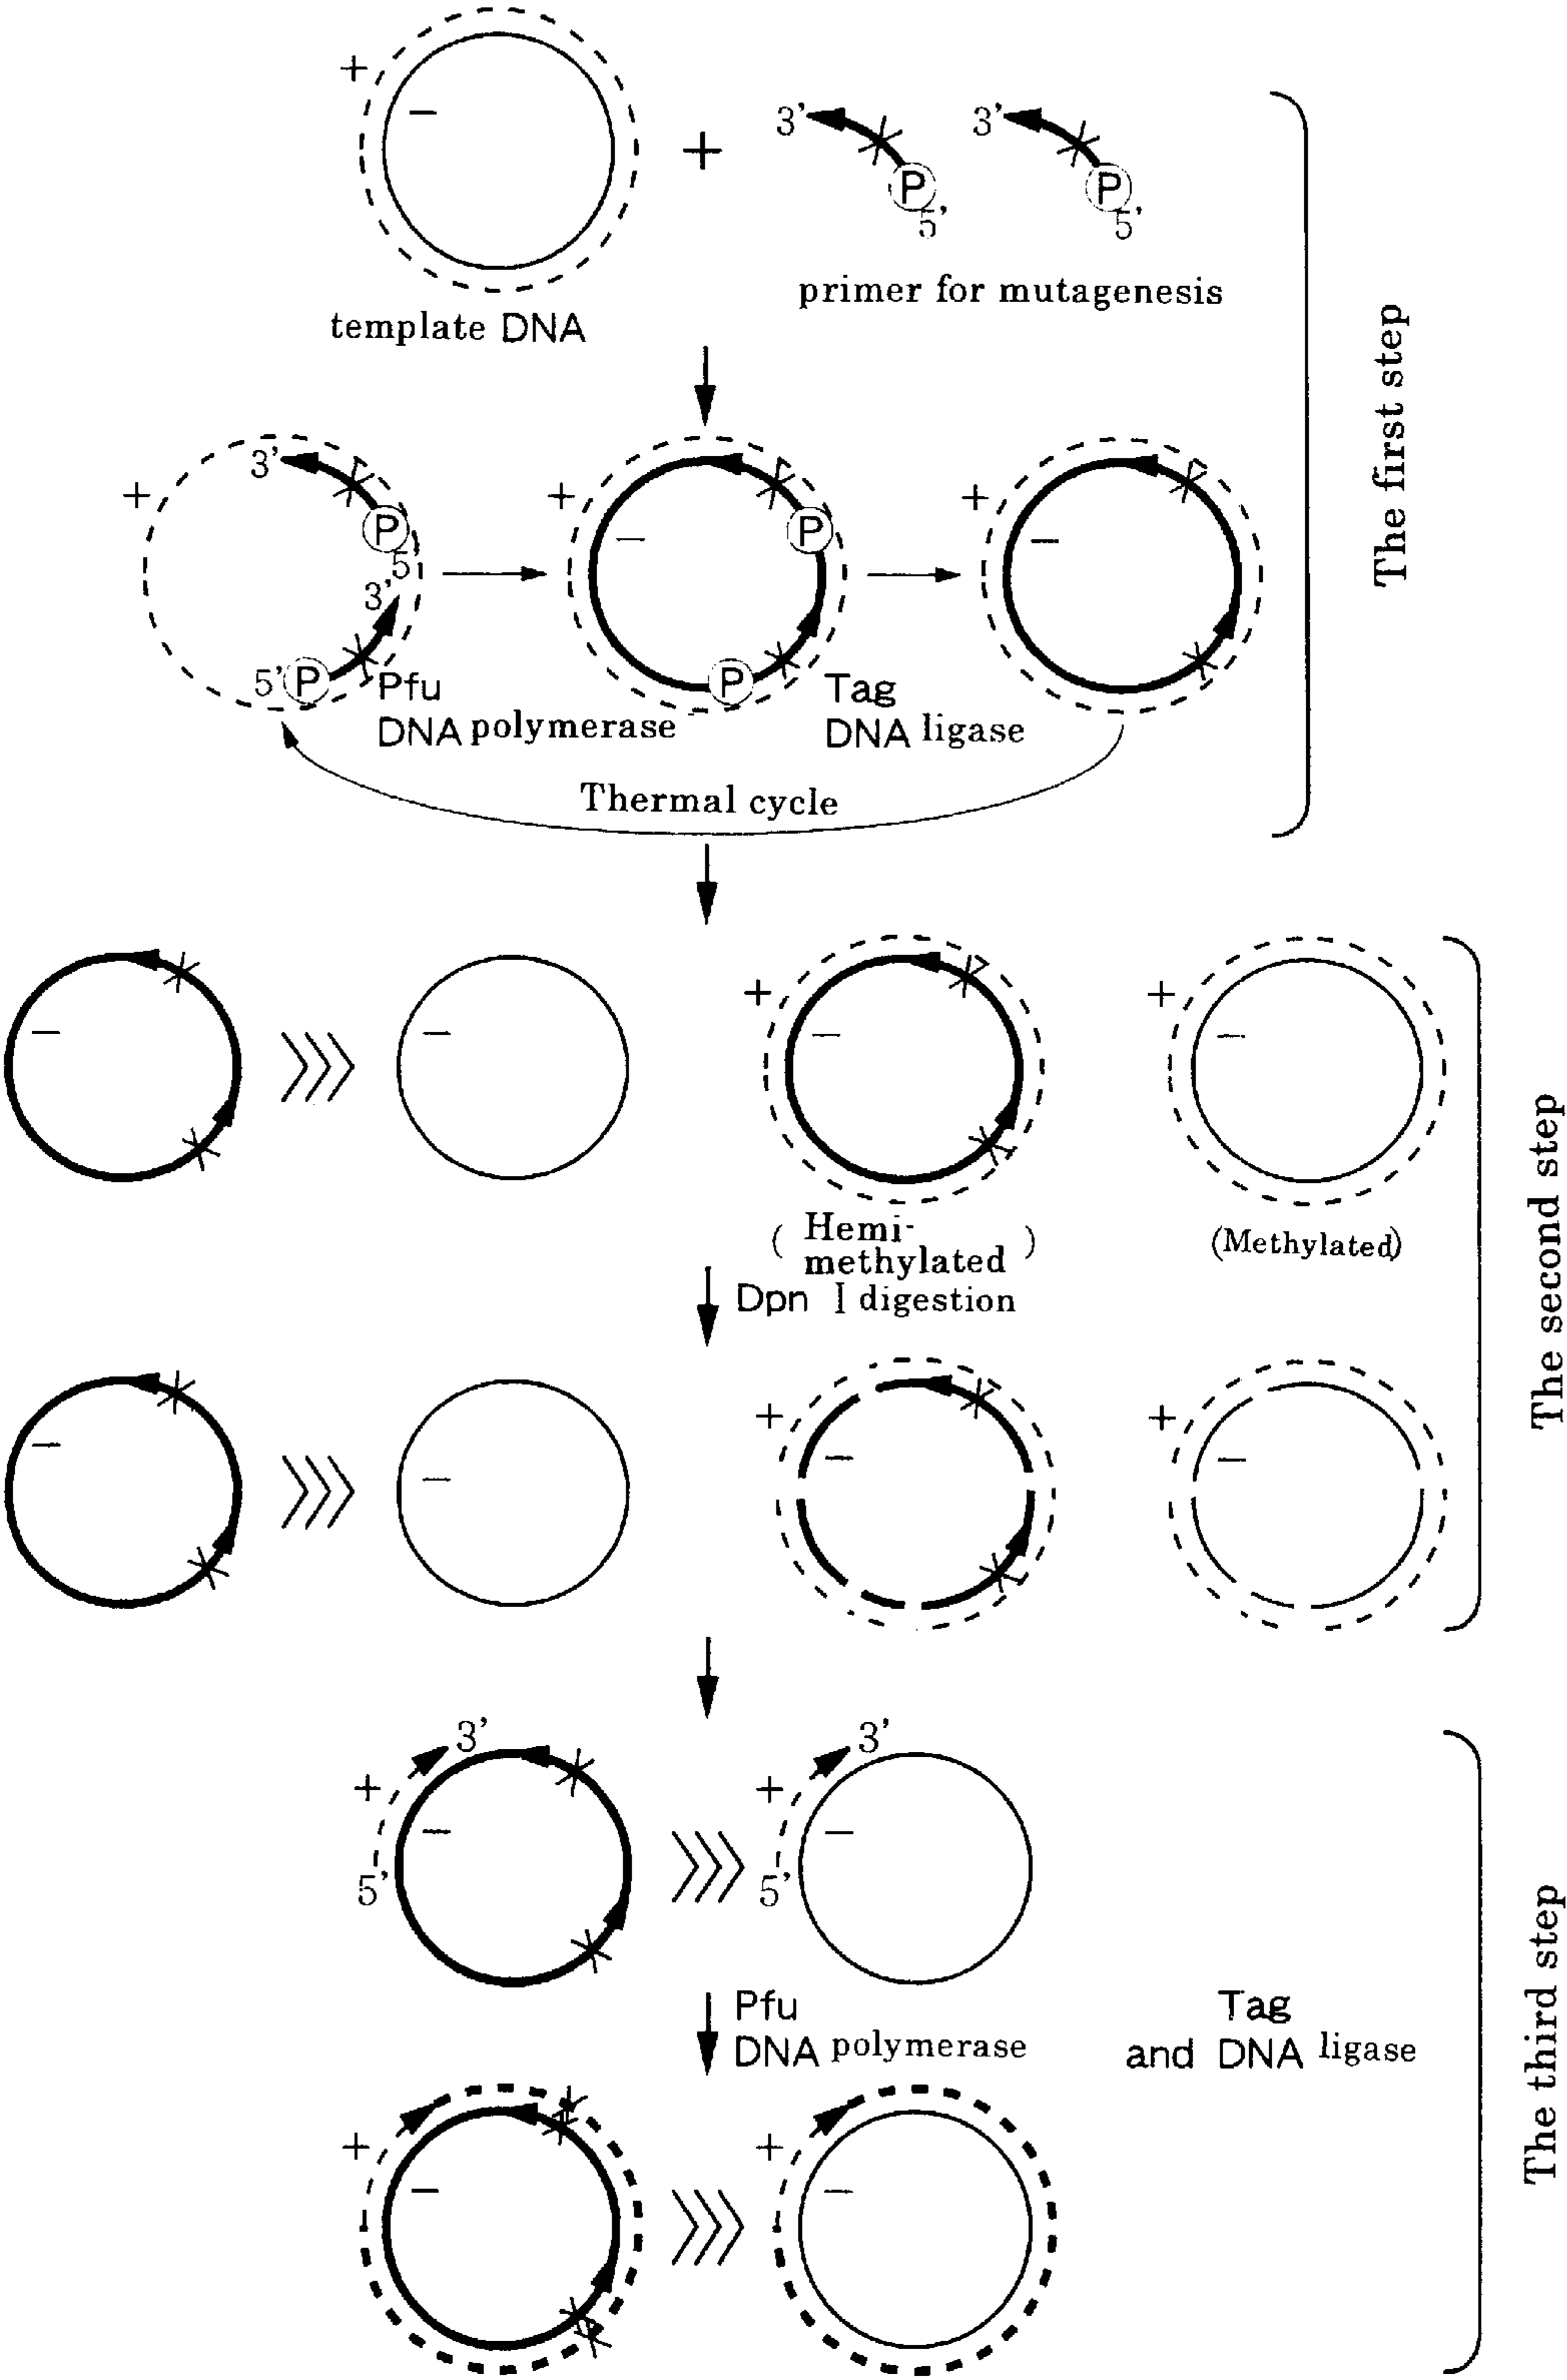 +
−
+
3' P 5'
3' P 5'
template DNA
primer for mutagenesis
The first step
+
3'
P
5'
3'
5' P
Pfu
DNA polymerase
+
−
P
P
Tag
DNA ligase
+
−
Thermal cycle
−
−
+
−
+
−
( Hemi-
methylated )
(Methylated)
Dpn I digestion
The second step
−
−
+
−
+
−
3'
+
−
5'
3'
+
−
5'
Pfu
DNA polymerase
Tag
and DNA ligase
The third step
+
−
+
−